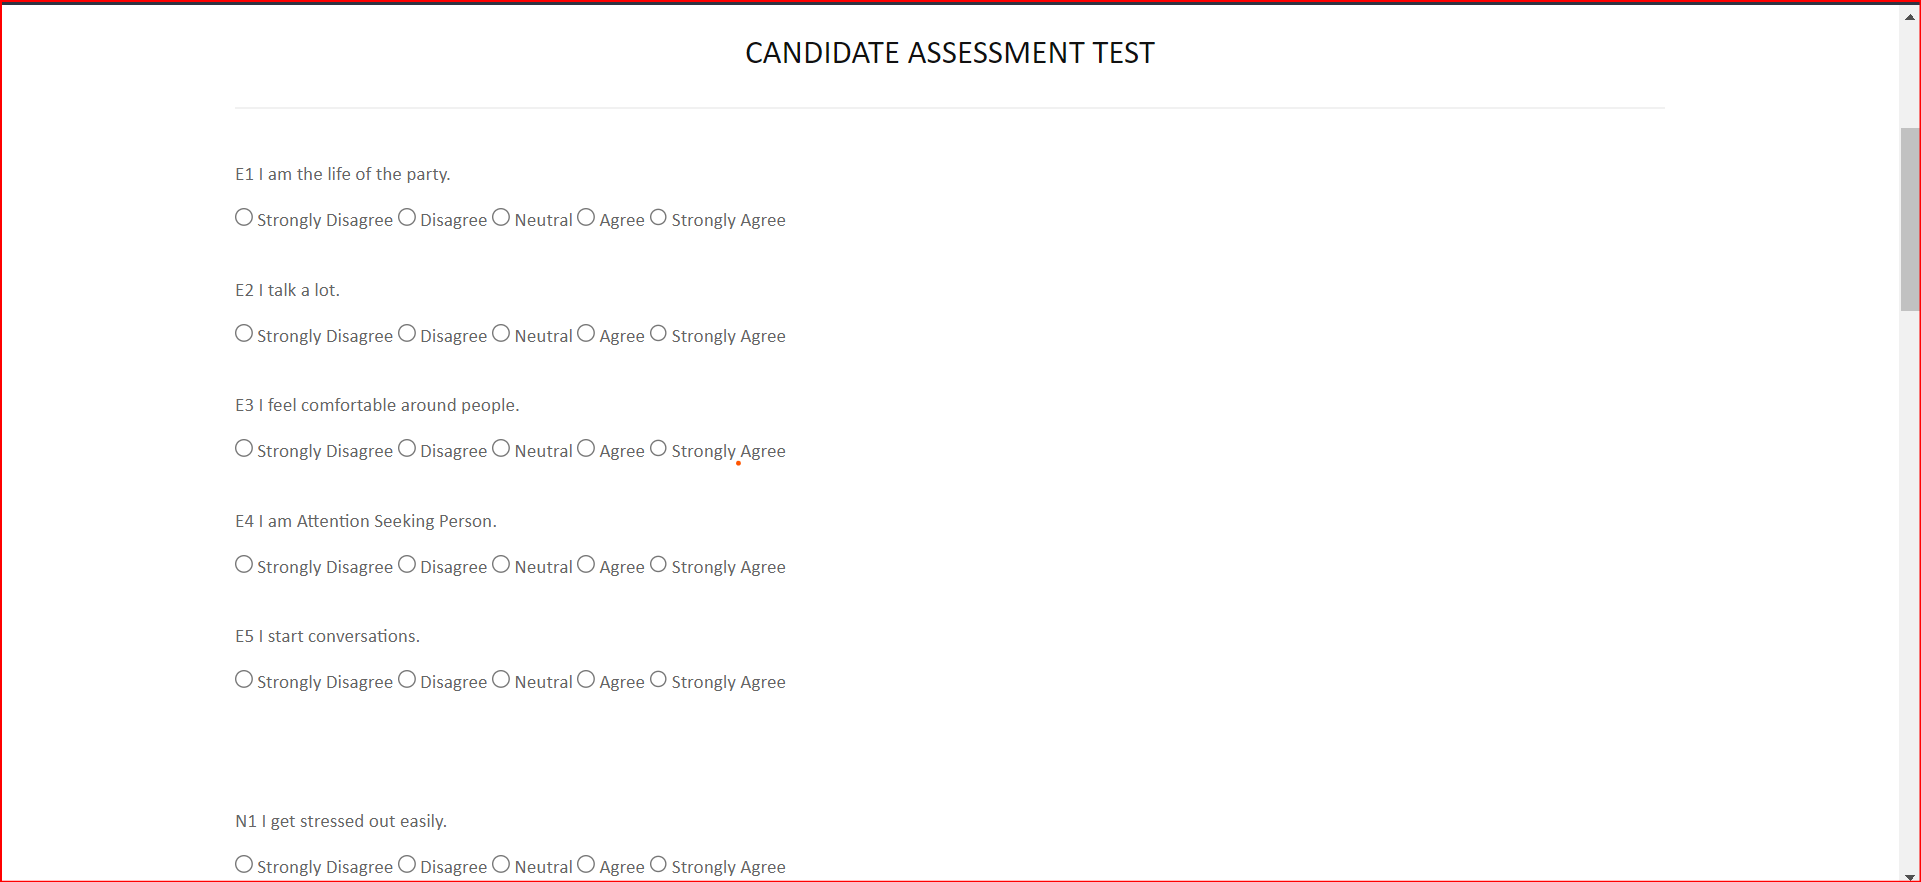 CANDIDATE ASSESSMENT TEST
E1 I am the life of the party.
Strongly Disagree Disagree Neutral Agree Strongly Agree
E2 I talk a lot.
Strongly Disagree Disagree Neutral Agree Strongly Agree
E3 I feel comfortable around people.
Strongly Disagree Disagree Neutral Agree Strongly Agree
E4 I am Attention Seeking Person.
Strongly Disagree Disagree Neutral Agree Strongly Agree
E5 I start conversations.
Strongly Disagree Disagree Neutral Agree Strongly Agree
N1 I get stressed out easily.
Strongly Disagree Disagree Neutral Agree Strongly Agree